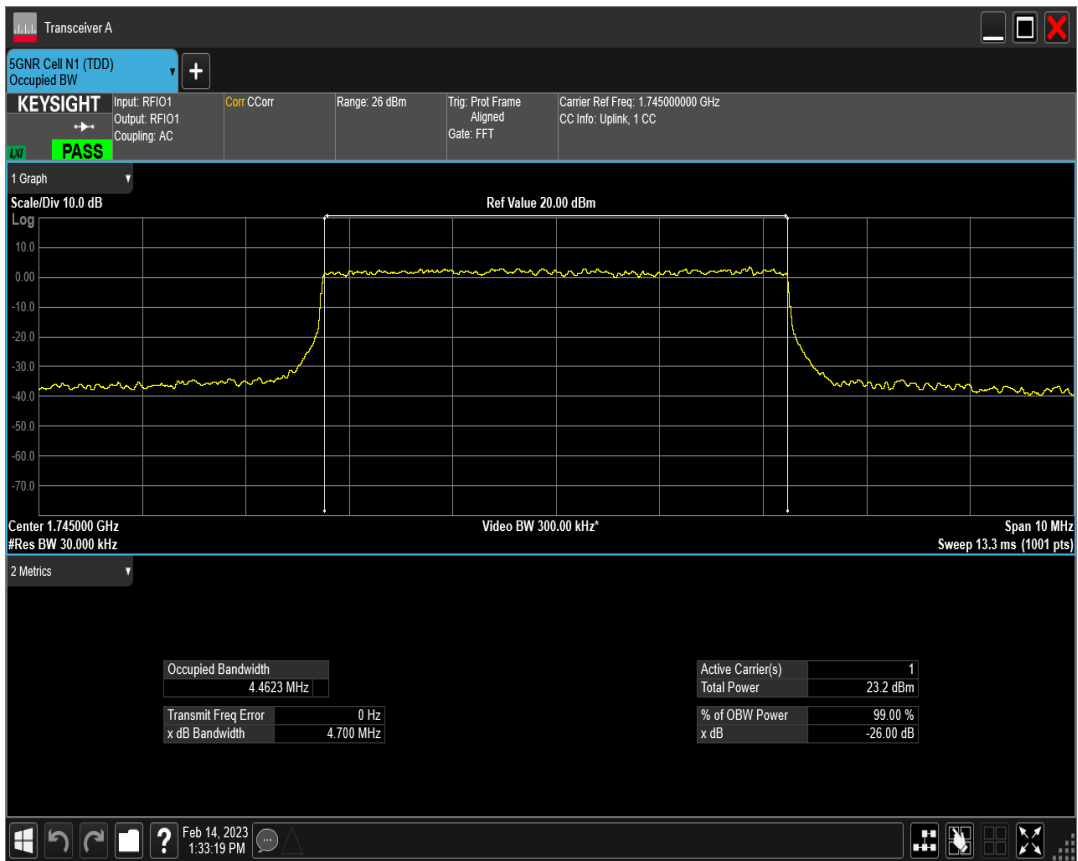 Transceiver A
5GNR Cell N1 (TDD)
Occupied BW
+
KEYSIGHT
LXI
PASS
Input: RFIO1
Output: RFIO1
Coupling: AC
Corr CCorr
Range: 26 dBm
Trig: Prot Frame
Aligned
Gate: FFT
Carrier Ref Freq: 1.745000000 GHz
CC Info: Uplink, 1 CC
1 Graph
Scale/Div 10.0 dB
Ref Value 20.00 dBm
Log
10.0
0.00
-10.0
-20.0
-30.0
-40.0
-50.0
-60.0
-70.0
Center 1.745000 GHz
Video BW 300.00 kHz*
Span 10 MHz
#Res BW 30.000 kHz
Sweep 13.3 ms (1001 pts)
2 Metrics
Occupied Bandwidth
4.4623 MHz
Transmit Freq Error 0 Hz
x dB Bandwidth 4.700 MHz
Active Carrier(s) 1
Total Power 23.2 dBm
% of OBW Power 99.00 %
x dB -26.00 dB
?
Feb 14, 2023
1:33:19 PM